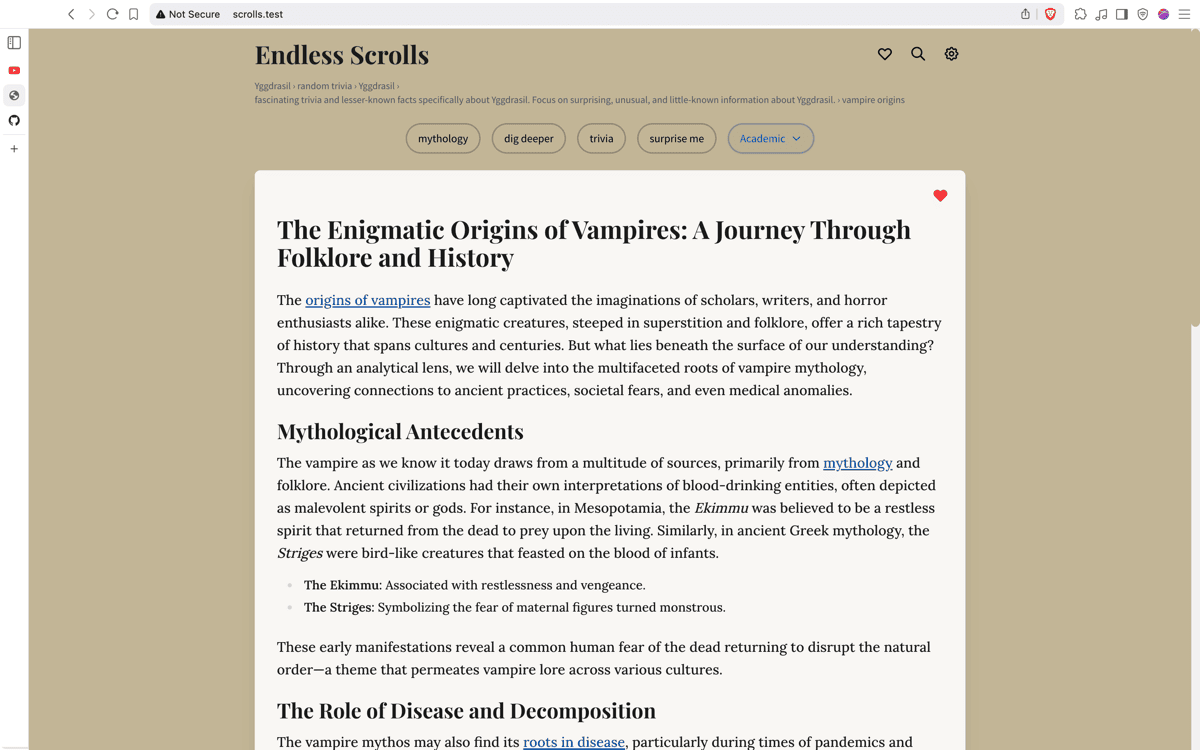 Not Secure scrolls.test
Endless Scrolls
Yggdrasil › random trivia › Yggdrasil ›
fascinating trivia and lesser-known facts specifically about Yggdrasil. Focus on surprising, unusual, and little-known information about Yggdrasil. › vampire origins
mythology dig deeper trivia surprise me Academic
The Enigmatic Origins of Vampires: A Journey Through
Folklore and History
The origins of vampires have long captivated the imaginations of scholars, writers, and horror
enthusiasts alike. These enigmatic creatures, steeped in superstition and folklore, offer a rich tapestry
of history that spans cultures and centuries. But what lies beneath the surface of our understanding?
Through an analytical lens, we will delve into the multifaceted roots of vampire mythology,
uncovering connections to ancient practices, societal fears, and even medical anomalies.
Mythological Antecedents
The vampire as we know it today draws from a multitude of sources, primarily from mythology and
folklore. Ancient civilizations had their own interpretations of blood-drinking entities, often depicted
as malevolent spirits or gods. For instance, in Mesopotamia, the Ekimmu was believed to be a restless
spirit that returned from the dead to prey upon the living. Similarly, in ancient Greek mythology, the
Striges were bird-like creatures that feasted on the blood of infants.
The Ekimmu: Associated with restlessness and vengeance.
The Striges: Symbolizing the fear of maternal figures turned monstrous.
These early manifestations reveal a common human fear of the dead returning to disrupt the natural
order—a theme that permeates vampire lore across various cultures.
The Role of Disease and Decomposition
The vampire mythos may also find its roots in disease, particularly during times of pandemics and